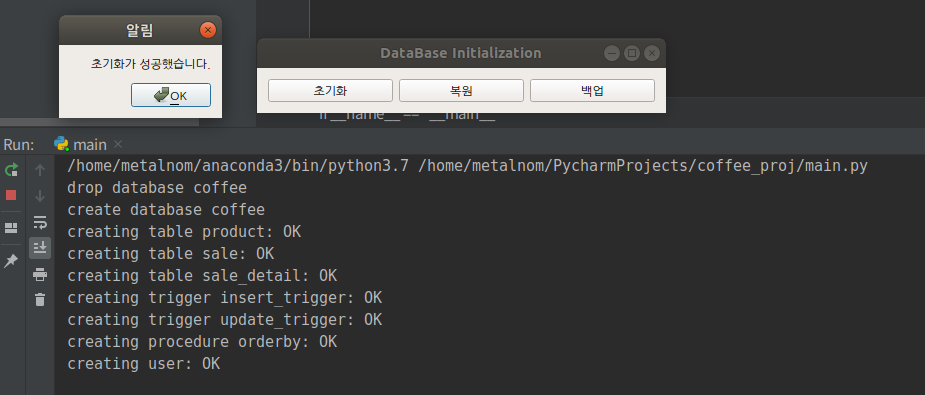 알림
초기화가 성공했습니다.
OK
DataBase Initialization
초기화
복원
백업
if __name__ == '__main__
Run: main
/home/metalnom/anaconda3/bin/python3.7 /home/metalnom/PycharmProjects/coffee_proj/main.py
drop database coffee
create database coffee
creating table product: OK
creating table sale: OK
creating table sale_detail: OK
creating trigger insert_trigger: OK
creating trigger update_trigger: OK
creating procedure orderby: OK
creating user: OK